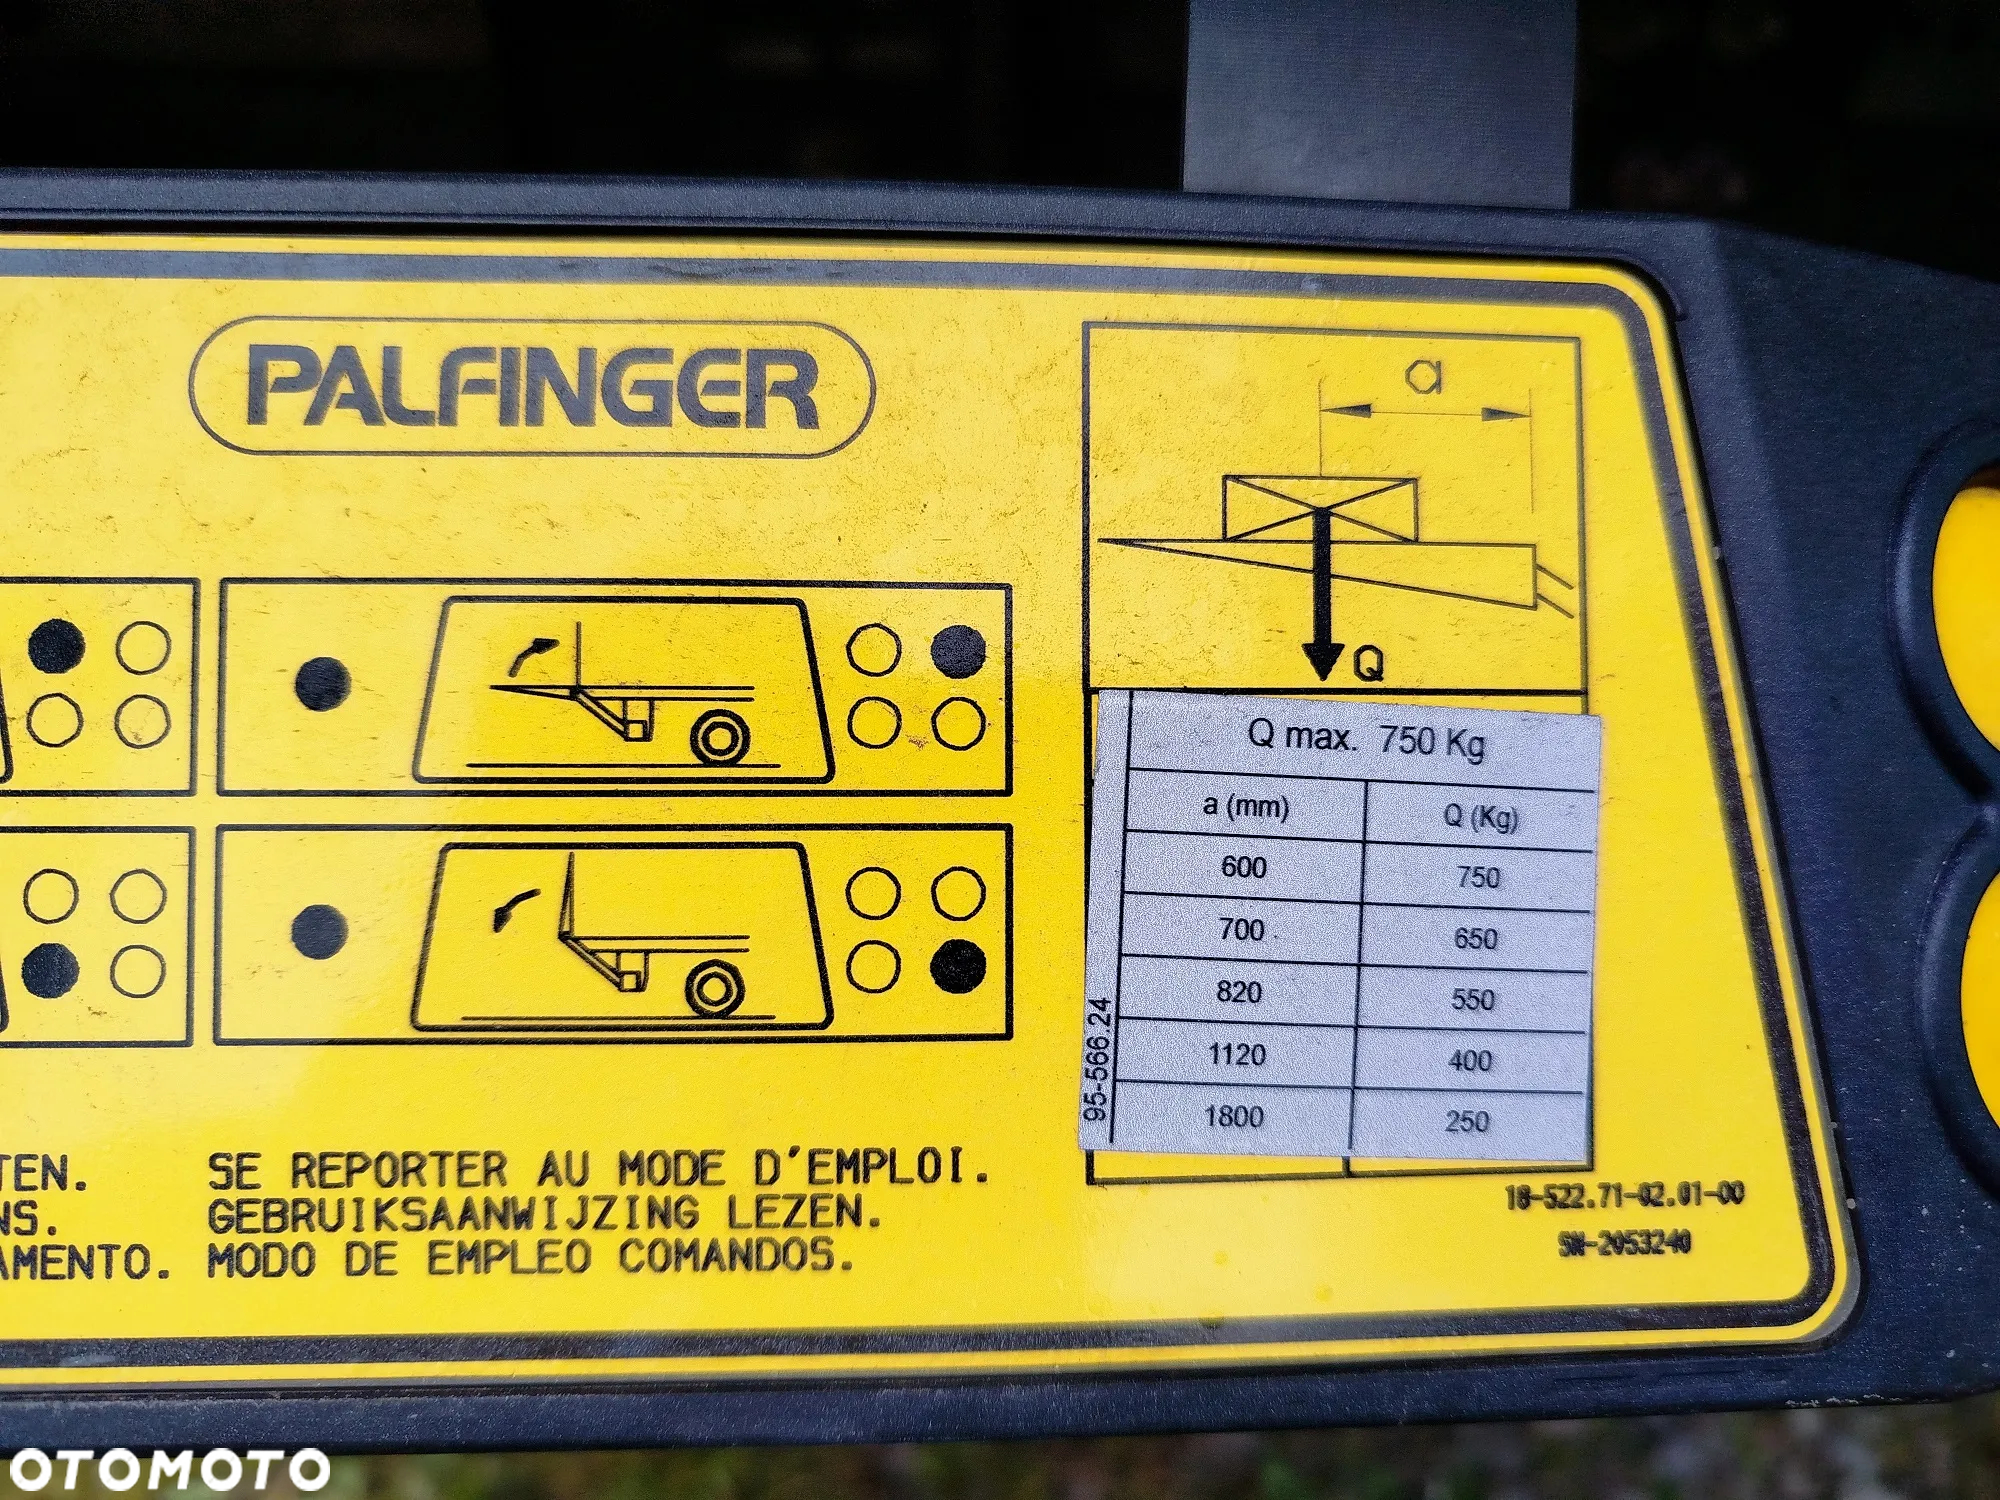 PALFINGER
a
Q
Q max. 750 Kg
a (mm) Q (Kg)
600 750
700 650
820 550
1120 400
1800 250
95-566.24
TEN. SE REPORTER AU MODE D'EMPLOI.
NS. GEBRUIKSAANWIJZING LEZEN.
AMENTO. MODO DE EMPLEO COMANDOS.
18-522.71-02.01-00
SN-2053240
OTOMOTO